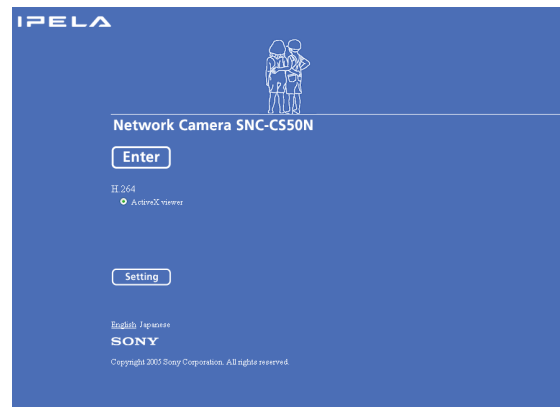 IPELA
Network Camera SNC-CS50N
Enter
H.264
ActiveX viewer
Setting
English Japanese
SONY
Copyright 2005 Sony Corporation. All rights reserved.